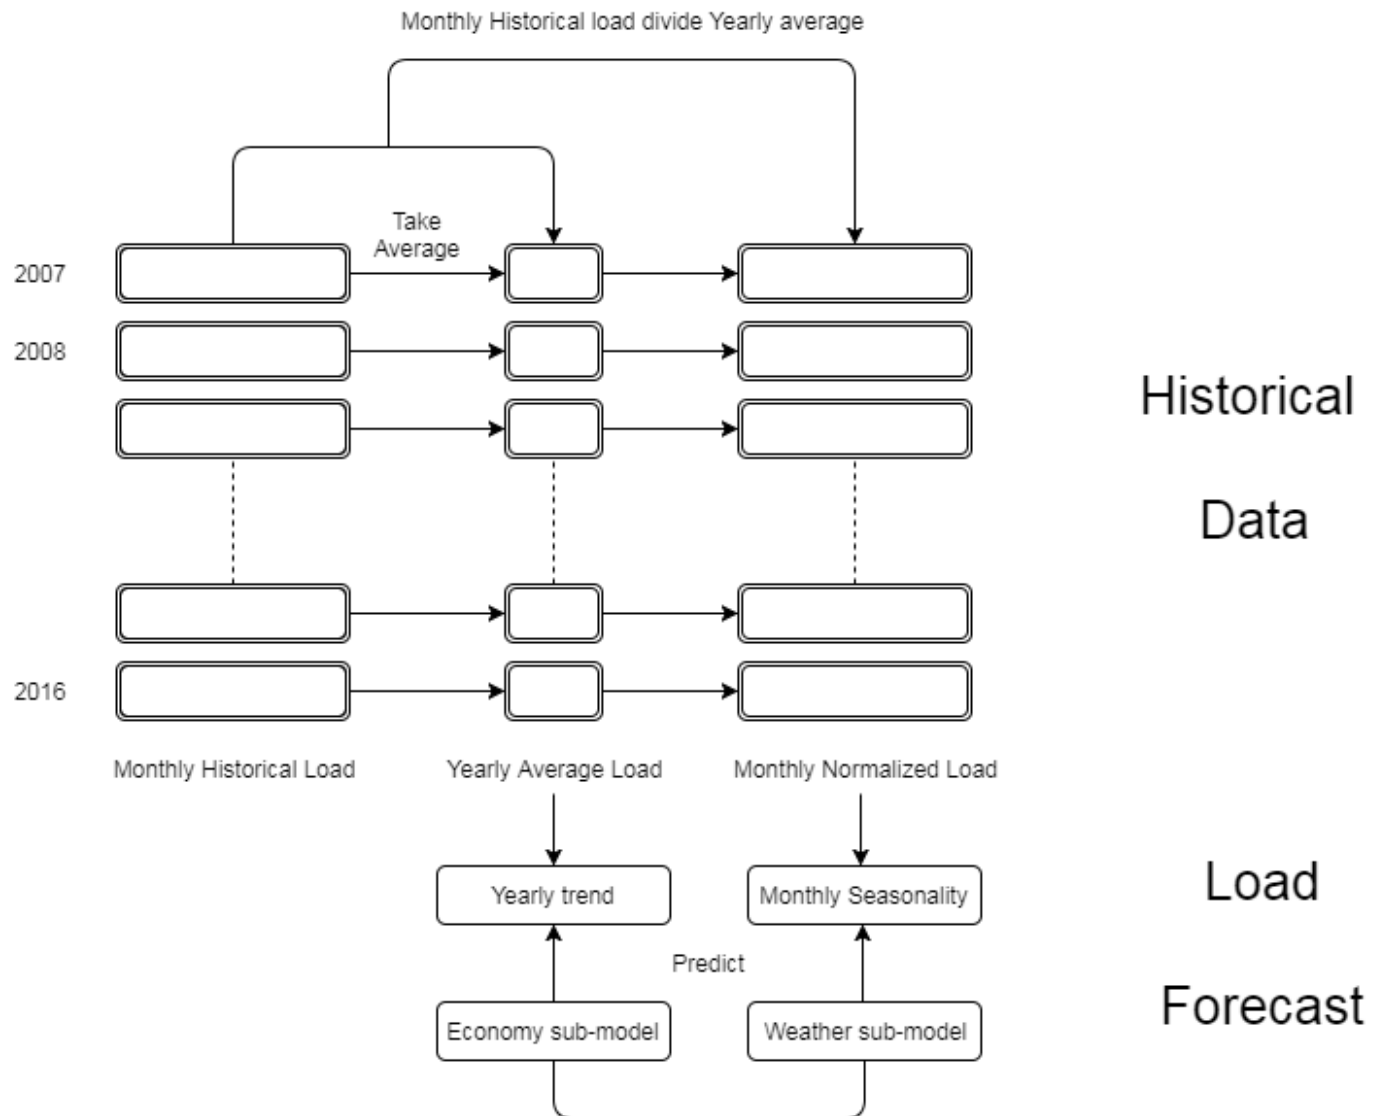 Monthly Historical load divide Yearly average
Take
Average
2007
2008
Historical
Data
2016
Monthly Historical Load
Yearly Average Load
Monthly Normalized Load
Yearly trend
Monthly Seasonality
Load
Predict
Forecast
Economy sub-model
Weather sub-model